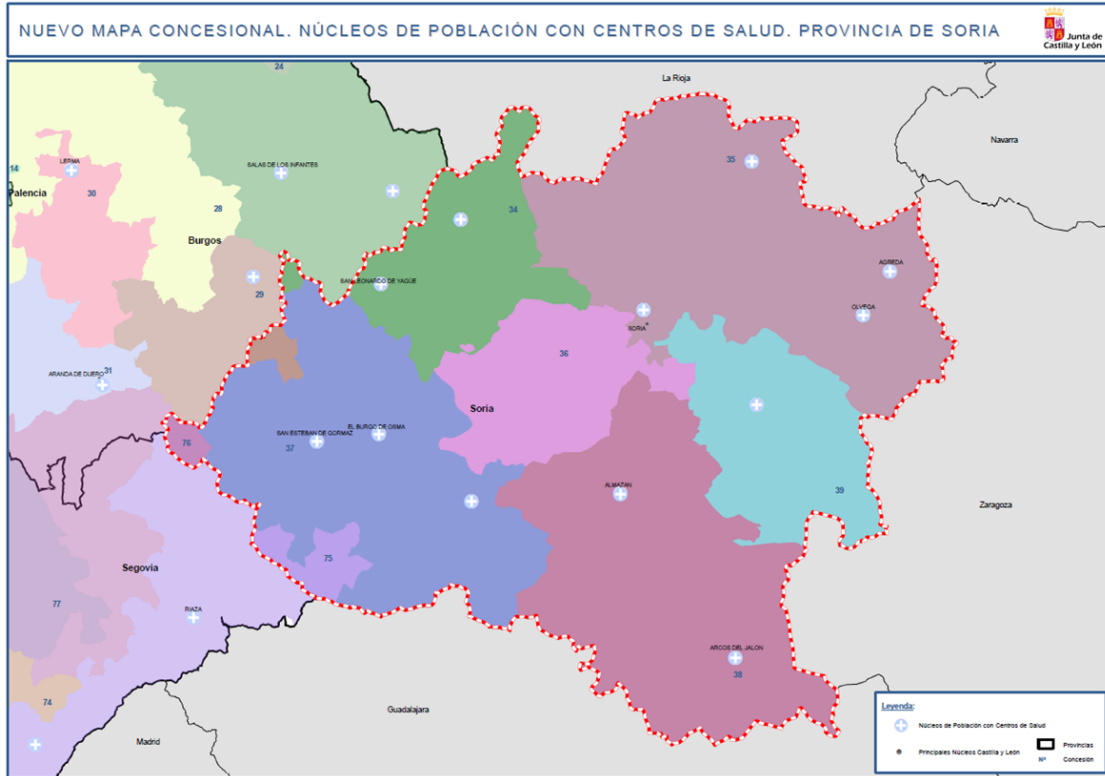 NUEVO MAPA CONCESIONAL. NÚCLEOS DE POBLACIÓN CON CENTROS DE SALUD. PROVINCIA DE SORIA
Junta de
Castilla y León
24
La Rioja
Navarra
LERMA
SALAS DE LOS INFANTES
35
14
Palencia
30
28
34
Burgos
AGREDA
SAN LEONARDO DE YAGÜE
29
OLVEGA
SORIA
36
ARANDA DE DUERO
31
Soria
SAN ESTEBAN DE GORMAZ
EL BURGO DE OSMA
76
37
ALMAZAN
39
Zaragoza
75
Segovia
77
RIAZA
ARCOS DEL JALON
38
74
Guadalajara
Madrid
Leyenda:
Núcleos de Población con Centros de Salud
Principales Núcleos Castilla y León
Provincias
Nº Concesión